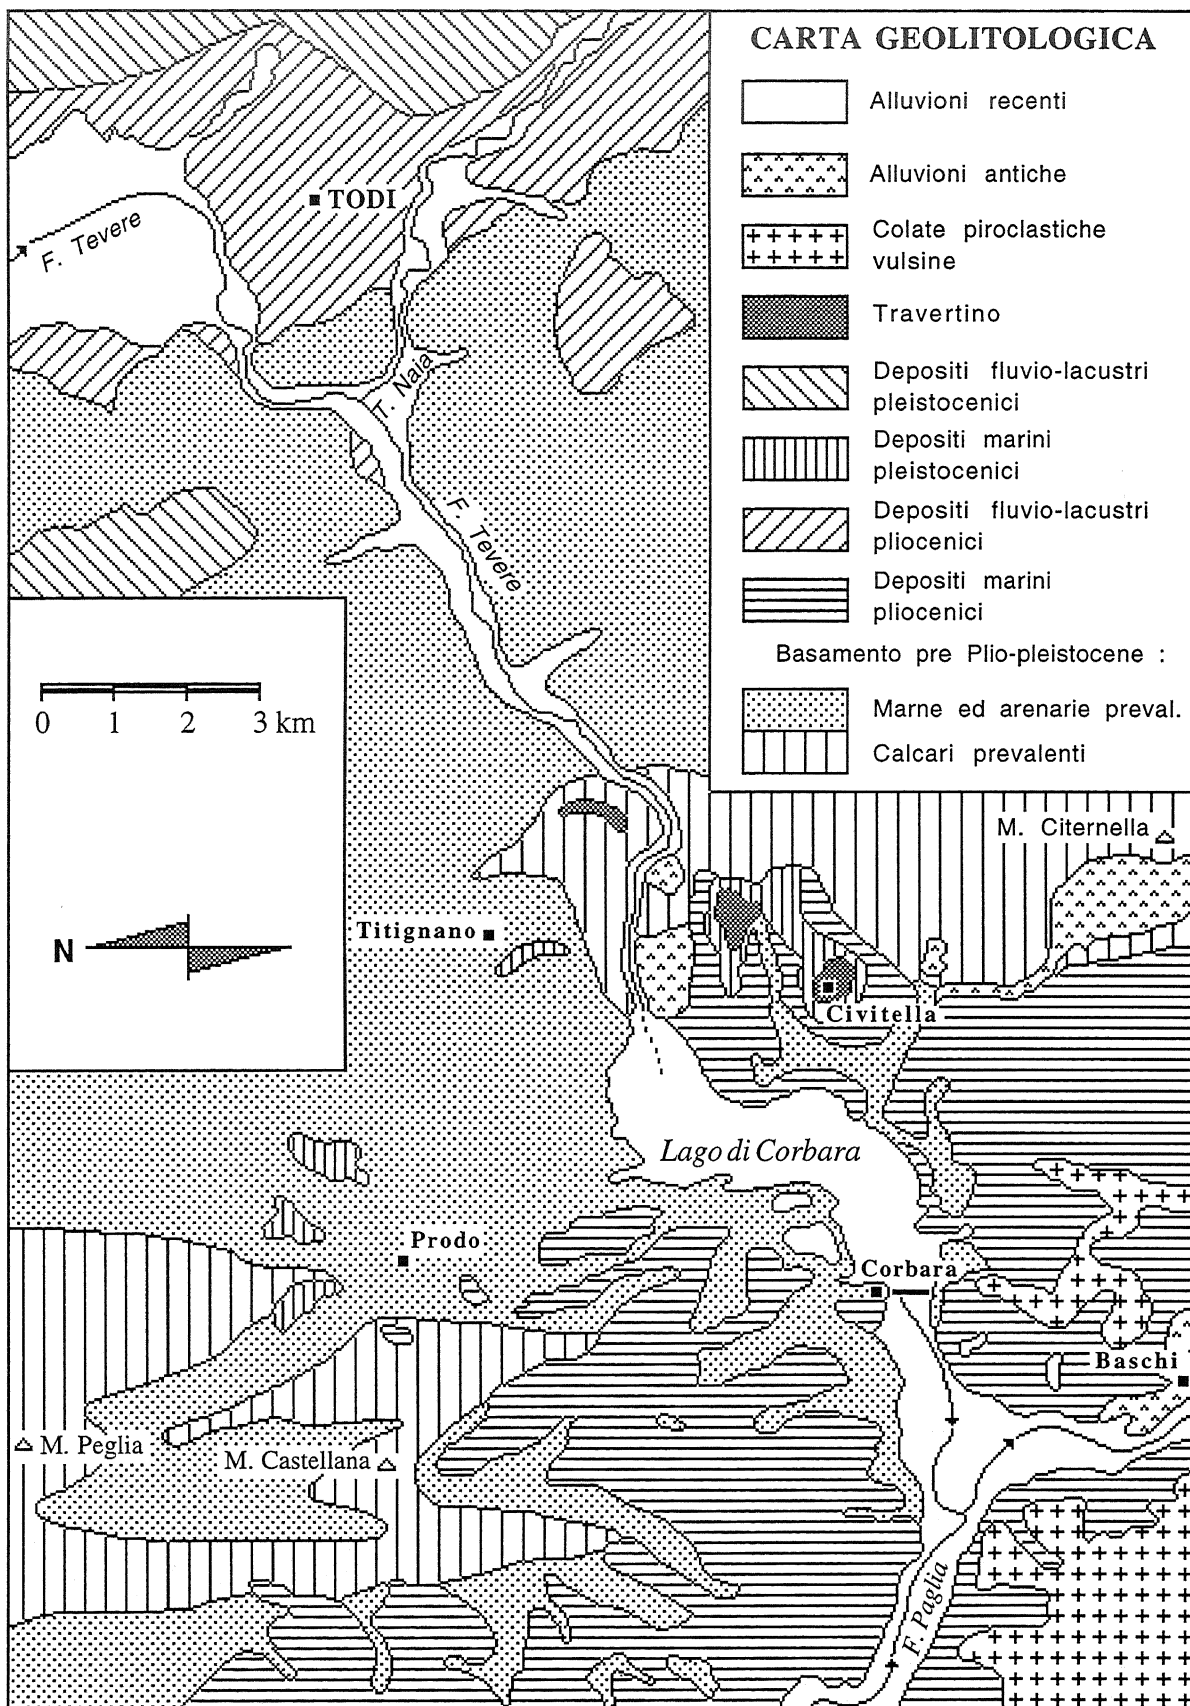 CARTA GEOLITOLOGICA
Alluvioni recenti
Alluvioni antiche
Colate piroclastiche
vulsine
Travertino
Depositi fluvio-lacustri
pleistocenici
Depositi marini
pleistocenici
Depositi fluvio-lacustri
pliocenici
Depositi marini
pliocenici
Basamento pre Plio-pleistocene :
Marne ed arenarie preval.
Calcari prevalenti
TODI
F. Tevere
T. Naia
F. Tevere
0 1 2 3 km
N
M. Citernella
Titignano
Civitella
Lago di Corbara
Prodo
Corbara
Baschi
M. Peglia
M. Castellana
F. Paglia